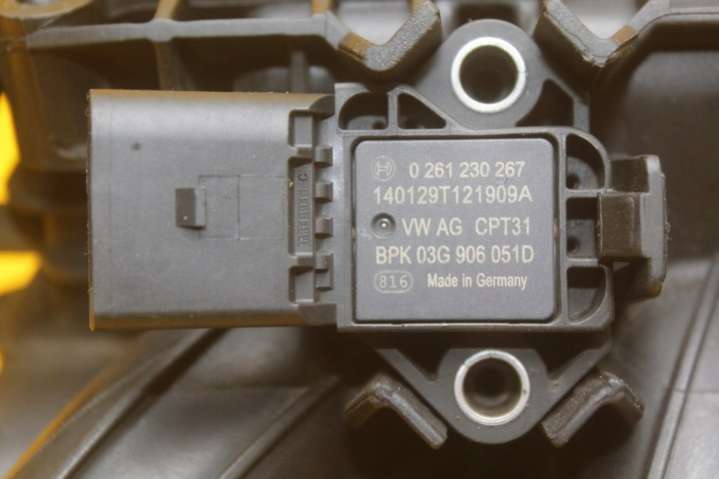 0 261 230 267
140129T121909A
VW AG CPT31
BPK 03G 906 051D
816 Made in Germany